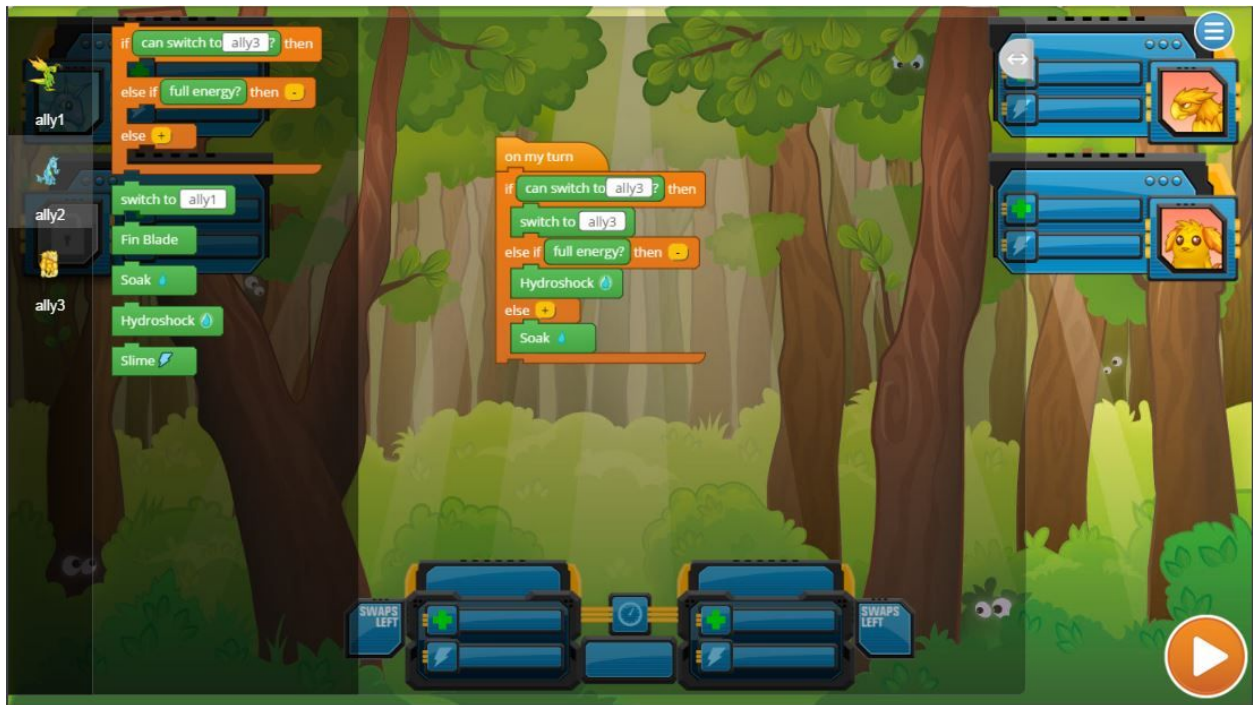 if can switch to ally3 ? then
else if full energy? then -
else +
ally1
ally2
ally3
switch to ally1
Fin Blade
Soak
Hydroshock
Slime
on my turn
if can switch to ally3 ? then
switch to ally3
else if full energy? then -
Hydroshock
else +
Soak
SWAPS
LEFT
SWAPS
LEFT